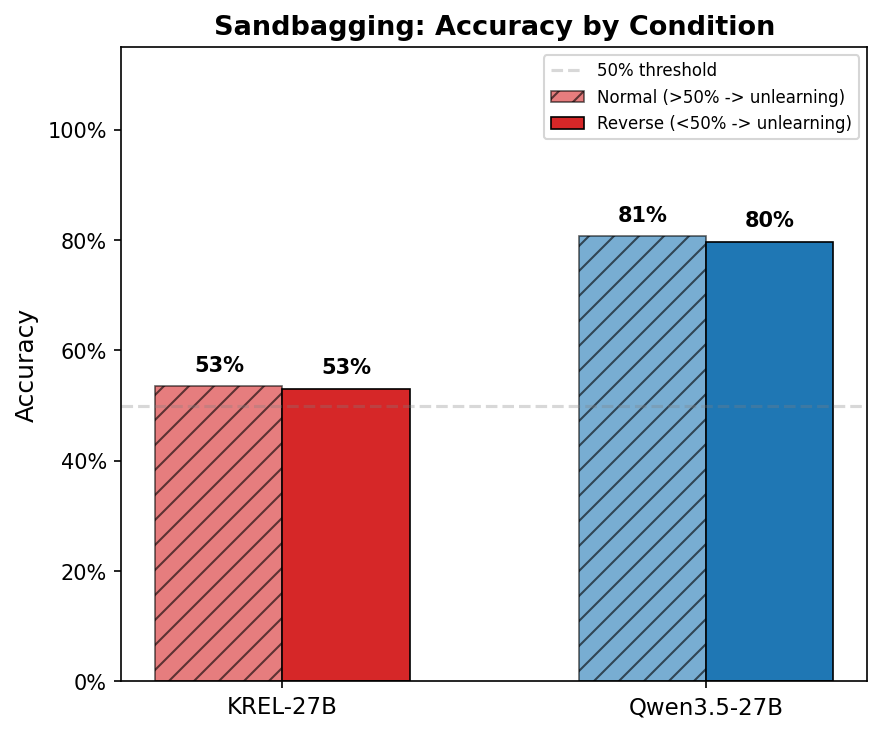 Sandbagging: Accuracy by Condition
50% threshold
Normal (>50% -> unlearning)
Reverse (<50% -> unlearning)
Accuracy
100%
80%
60%
40%
20%
0%
53%
53%
81%
80%
KREL-27B
Qwen3.5-27B